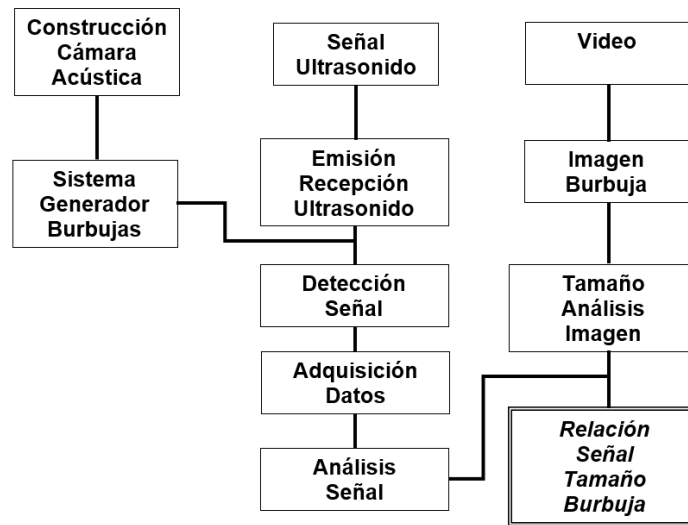 Construcción
Cámara
Acústica
Sistema
Generador
Burbujas
Señal
Ultrasonido
Emisión
Recepción
Ultrasonido
Detección
Señal
Adquisición
Datos
Análisis
Señal
Video
Imagen
Burbuja
Tamaño
Análisis
Imagen
Relación
Señal
Tamaño
Burbuja